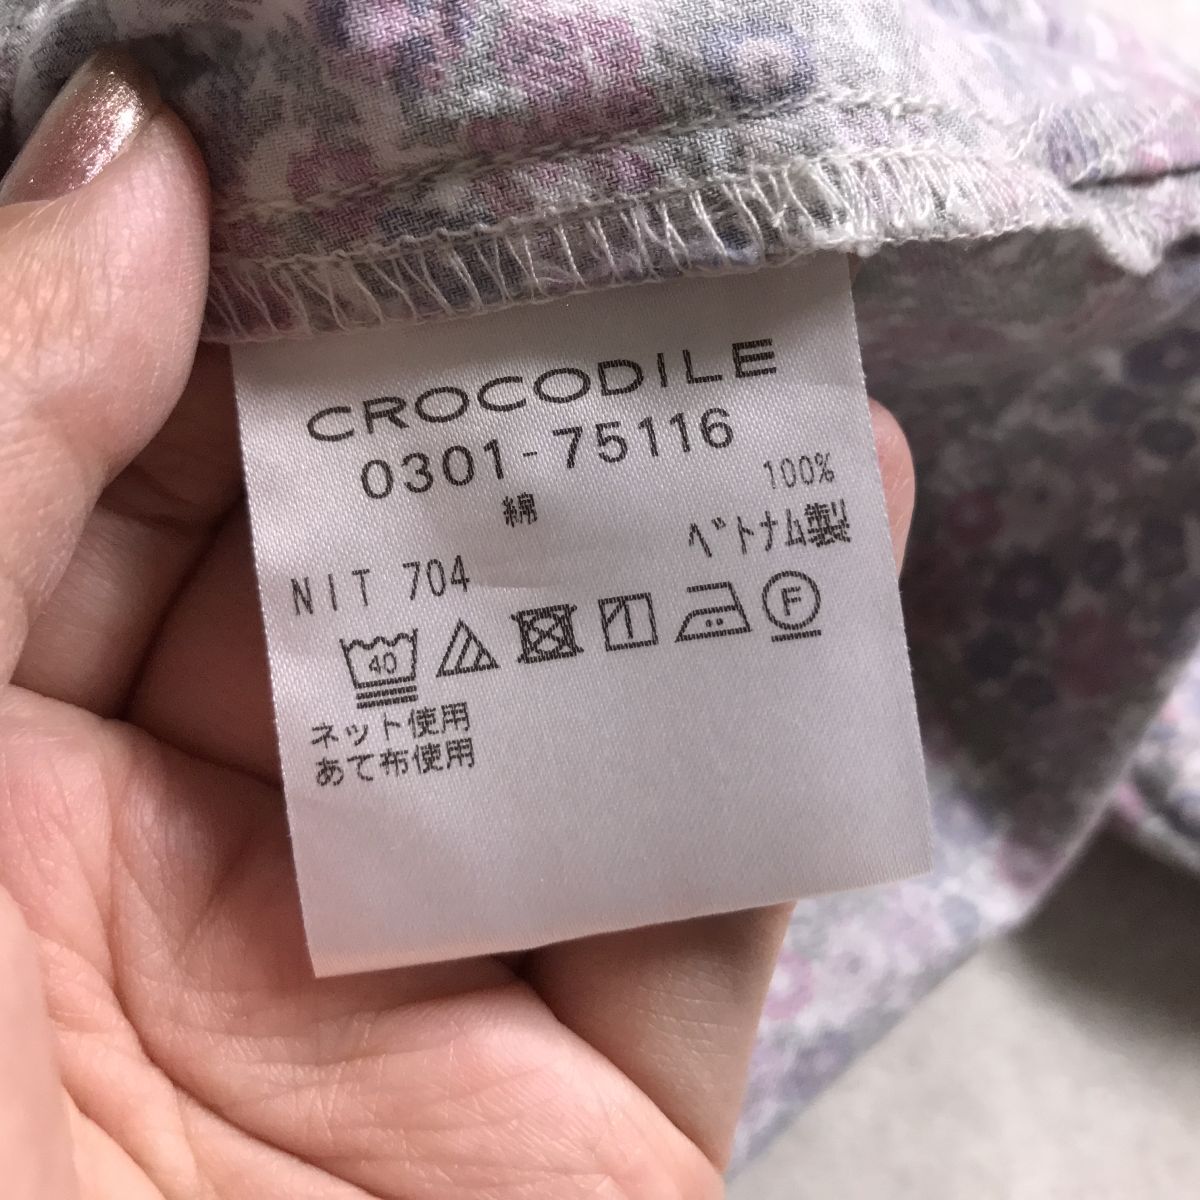 CROCODILE
0301-75116
綿 100%
ベトナム製
NIT 704
40 F
ネット使用
あて布使用